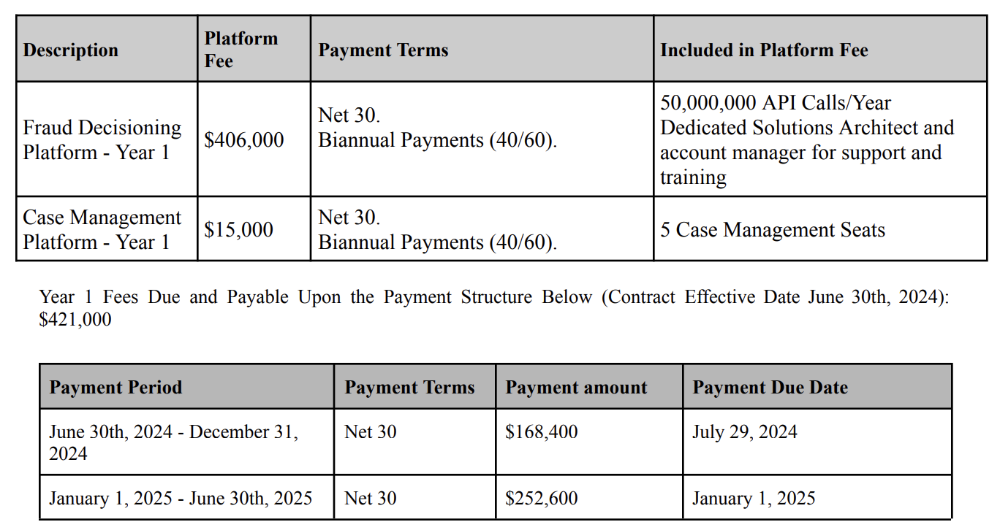 Description
Platform
Fee
Payment Terms
Included in Platform Fee
Fraud Decisioning
Platform - Year 1
$406,000
Net 30.
Biannual Payments (40/60).
50,000,000 API Calls/Year
Dedicated Solutions Architect and
account manager for support and
training
Case Management
Platform - Year 1
$15,000
Net 30.
Biannual Payments (40/60).
5 Case Management Seats
Year 1 Fees Due and Payable Upon the Payment Structure Below (Contract Effective Date June 30th, 2024):
$421,000
Payment Period
Payment Terms
Payment amount
Payment Due Date
June 30th, 2024 - December 31,
2024
Net 30
$168,400
July 29, 2024
January 1, 2025 - June 30th, 2025
Net 30
$252,600
January 1, 2025